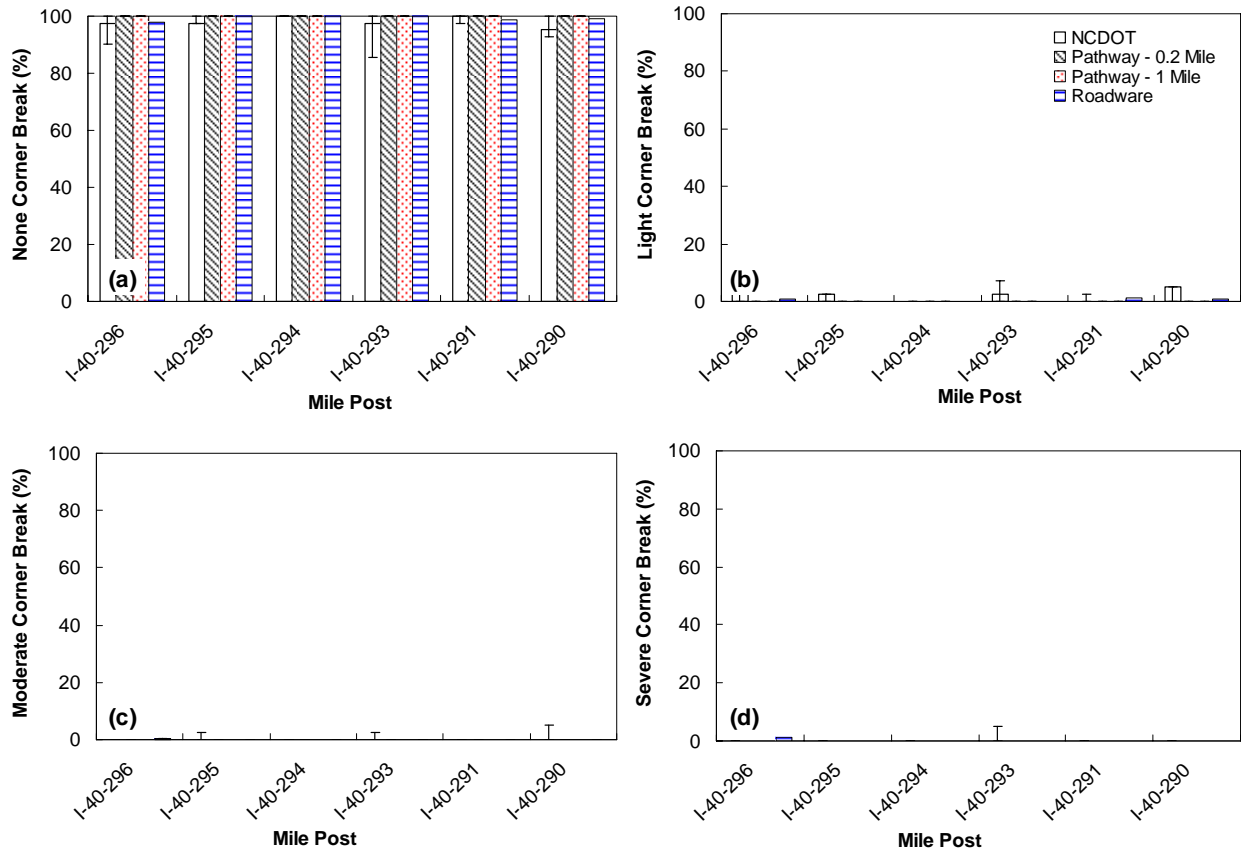 None Corner Break (%)
100
80
60
40
20
0
(a)
I-40-296
I-40-295
I-40-294
I-40-293
I-40-291
I-40-290
Mile Post
Light Corner Break (%)
100
80
60
40
20
0
NCDOT
Pathway - 0.2 Mile
Pathway - 1 Mile
Roadware
(b)
I-40-296
I-40-295
I-40-294
I-40-293
I-40-291
I-40-290
Mile Post
Moderate Corner Break (%)
100
80
60
40
20
0
(c)
I-40-296
I-40-295
I-40-294
I-40-293
I-40-291
I-40-290
Mile Post
Severe Corner Break (%)
100
80
60
40
20
0
(d)
I-40-296
I-40-295
I-40-294
I-40-293
I-40-291
I-40-290
Mile Post